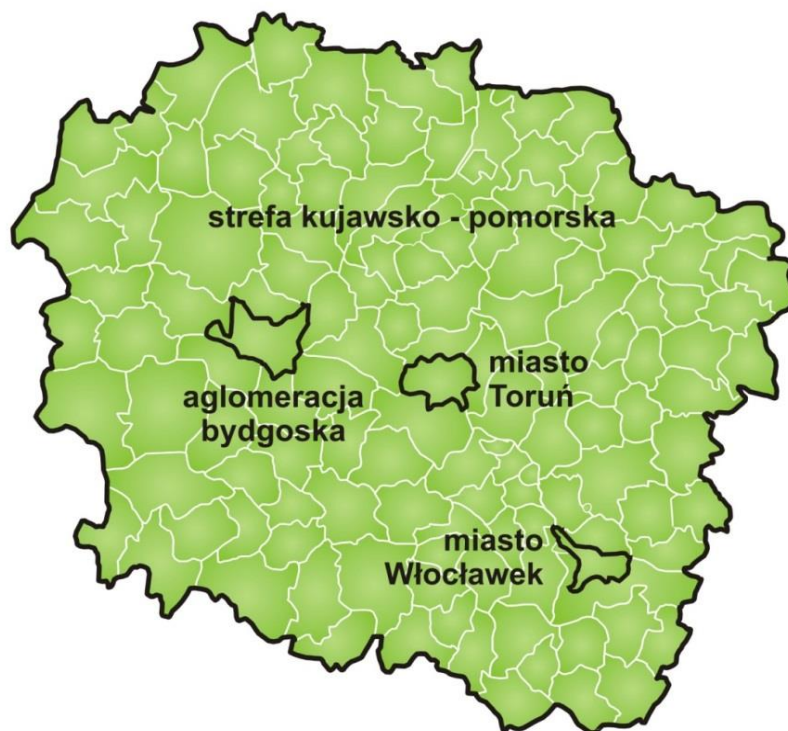 strefa kujawsko - pomorska
aglomeracja
bydgoska
miasto
Toruń
miasto
Włocławek